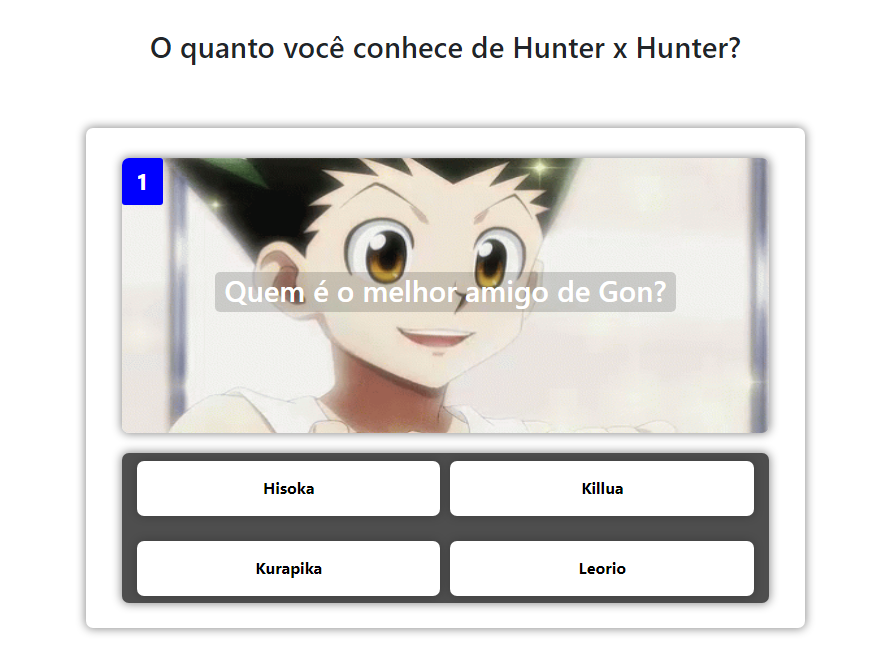 O quanto você conhece de Hunter x Hunter?
1
Quem é o melhor amigo de Gon?
Hisoka
Killua
Kurapika
Leorio